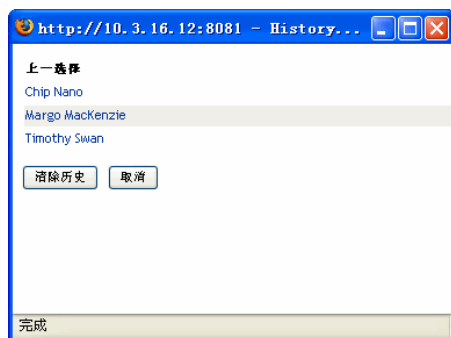 http://10.3.16.12:8081 - History...
上一选择
Chip Nano
Margo MacKenzie
Timothy Swan
清除历史 取消
完成